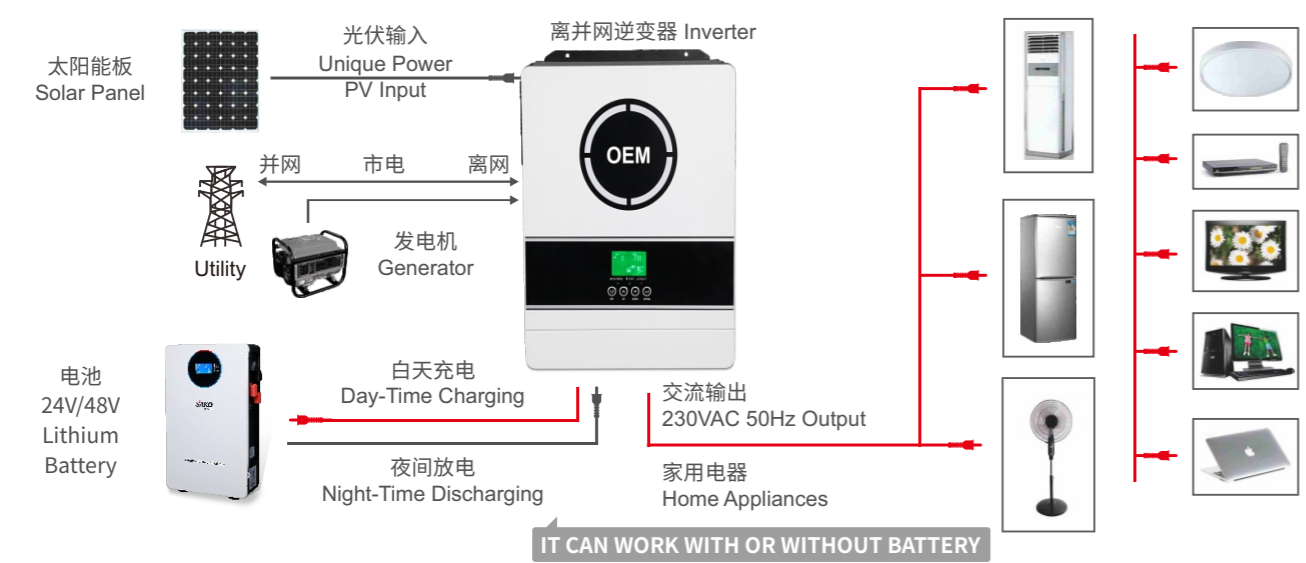 太阳能板
Solar Panel
光伏输入
Unique Power
PV Input
离并网逆变器 Inverter
OEM
并网
市电
离网
Utility
发电机
Generator
电池
24V/48V
Lithium
Battery
SAKO
白天充电
Day-Time Charging
夜间放电
Night-Time Discharging
交流输出
230VAC 50Hz Output
家用电器
Home Appliances
IT CAN WORK WITH OR WITHOUT BATTERY